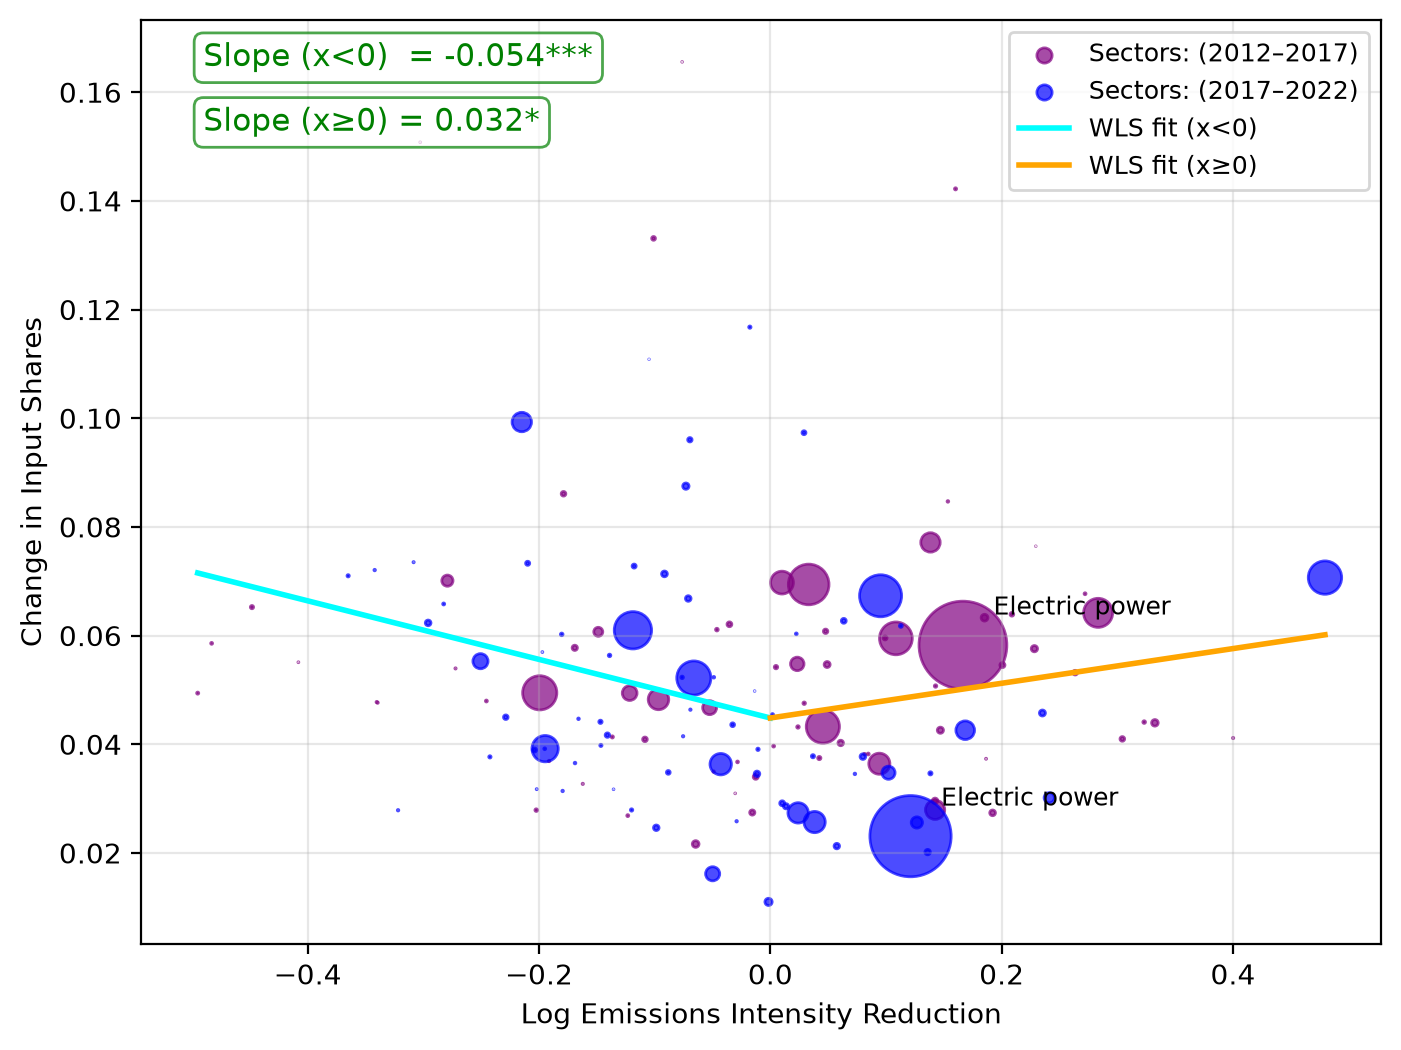 Slope (x<0)  = -0.054***
Slope (x≥0) = 0.032*
Sectors: (2012–2017)
Sectors: (2017–2022)
WLS fit (x<0)
WLS fit (x≥0)
0.16
0.14
0.12
0.10
0.08
0.06
0.04
0.02
Change in Input Shares
Electric power
Electric power
−0.4
−0.2
0.0
0.2
0.4
Log Emissions Intensity Reduction